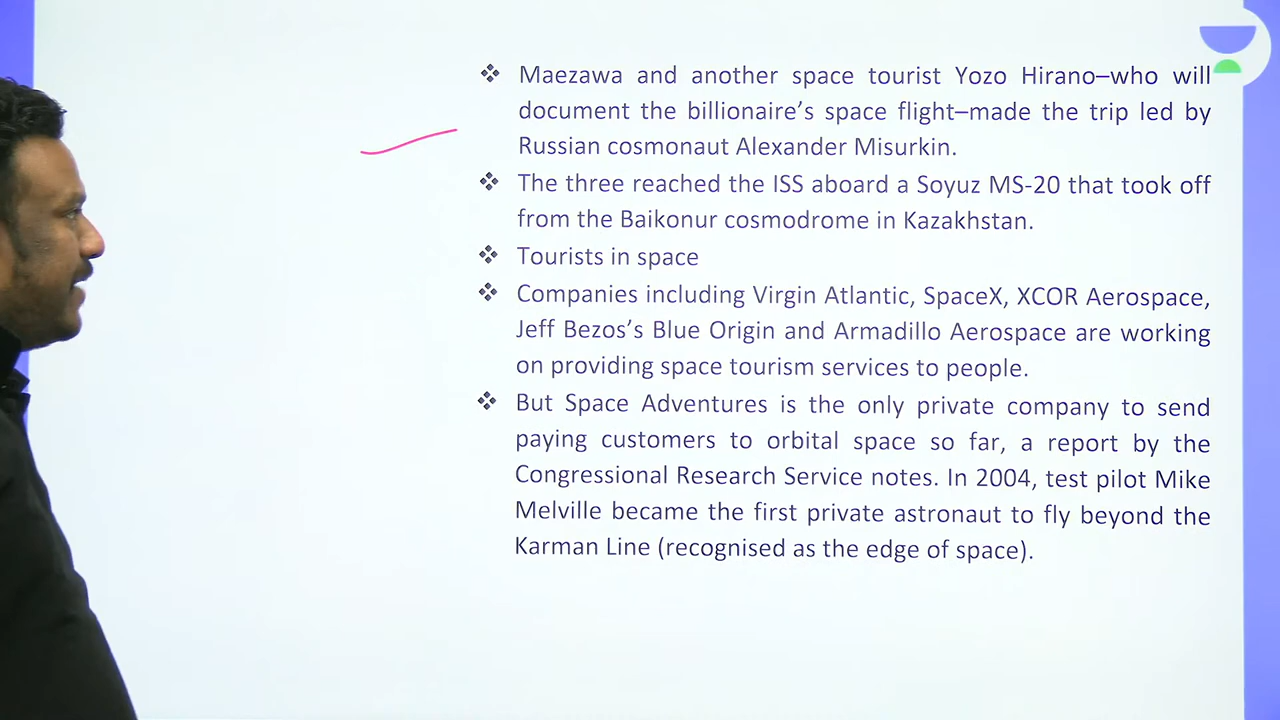 ❖ Maezawa and another space tourist Yozo Hirano–who will
document the billionaire's space flight–made the trip led by
Russian cosmonaut Alexander Misurkin.
❖ The three reached the ISS aboard a Soyuz MS-20 that took off
from the Baikonur cosmodrome in Kazakhstan.
❖ Tourists in space
❖ Companies including Virgin Atlantic, SpaceX, XCOR Aerospace,
Jeff Bezos's Blue Origin and Armadillo Aerospace are working
on providing space tourism services to people.
❖ But Space Adventures is the only private company to send
paying customers to orbital space so far, a report by the
Congressional Research Service notes. In 2004, test pilot Mike
Melville became the first private astronaut to fly beyond the
Karman Line (recognised as the edge of space).